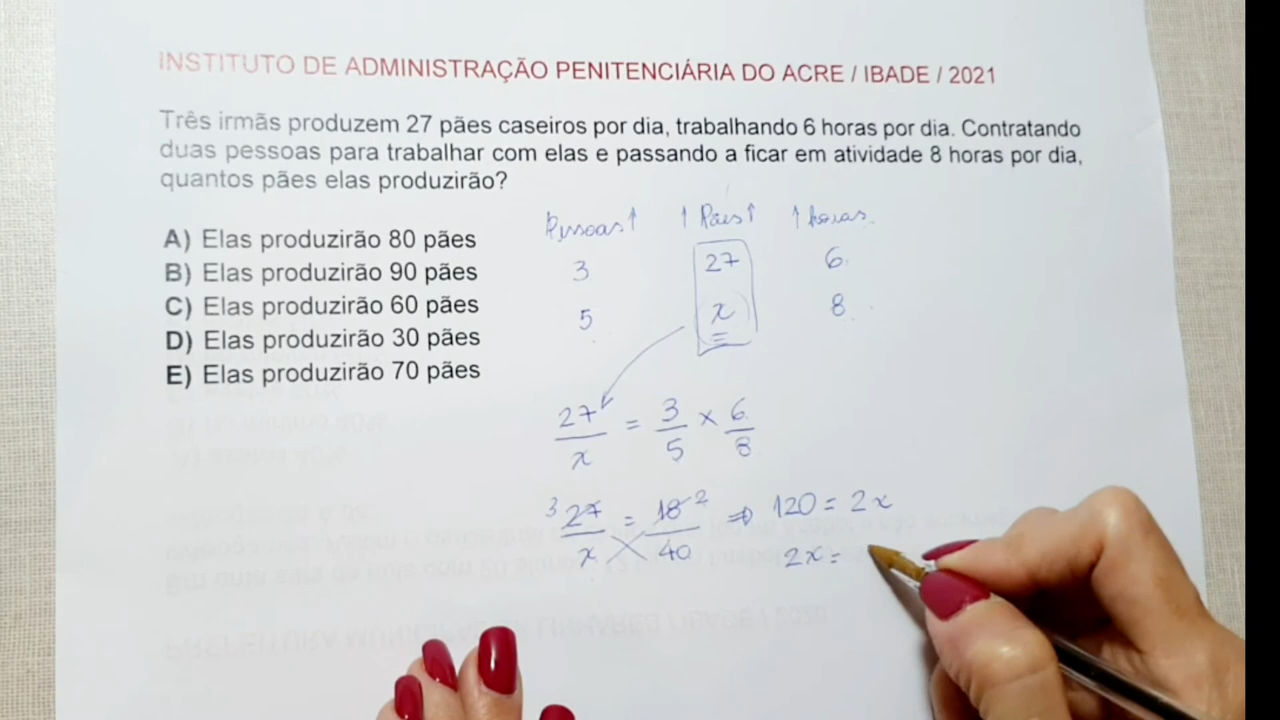 INSTITUTO DE ADMINISTRAÇÃO PENITENCIÁRIA DO ACRE / IBADE / 2021
Três irmãs produzem 27 pães caseiros por dia, trabalhando 6 horas por dia. Contratando
duas pessoas para trabalhar com elas e passando a ficar em atividade 8 horas por dia,
quantos pães elas produzirão?
A) Elas produzirão 80 pães
B) Elas produzirão 90 pães
C) Elas produzirão 60 pães
D) Elas produzirão 30 pães
E) Elas produzirão 70 pães
Pessoas ↑ ↑ Pães ↑ ↑ horas
3 27 6
5 x 8
27/x = 3/5 × 6/8
3 27/x = 18 2/40 ⇒ 120 = 2x
2x =